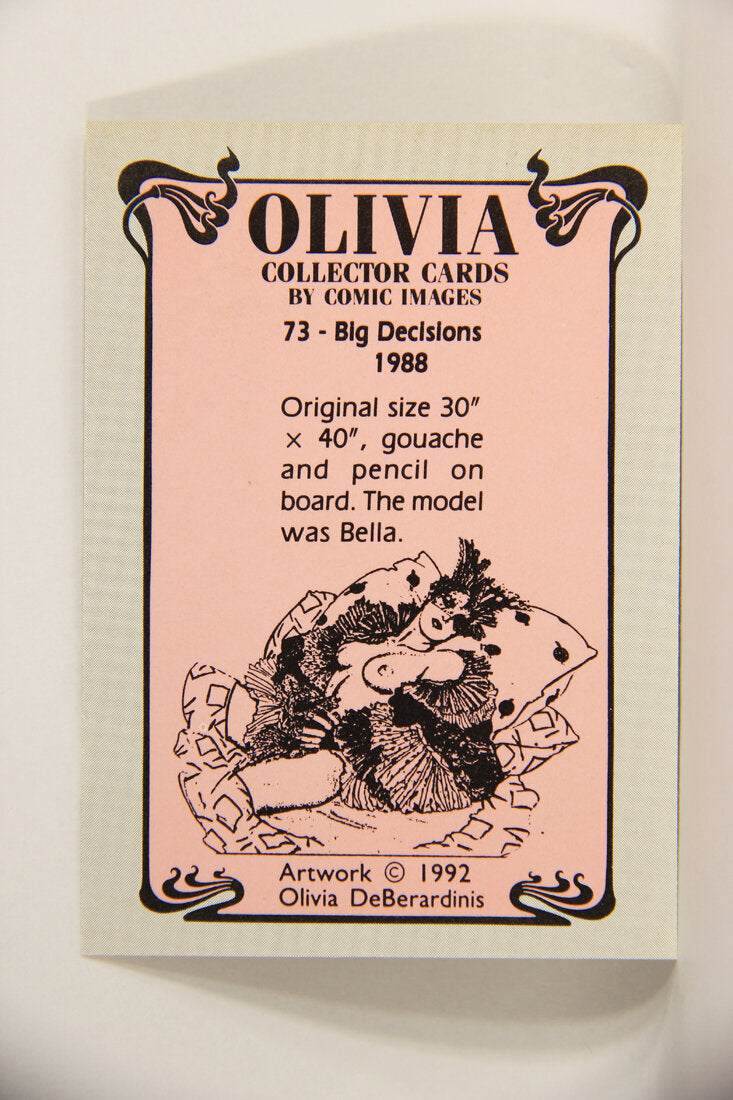 OLIVIA
COLLECTOR CARDS
BY COMIC IMAGES
73 - Big Decisions
1988
Original size 30″
× 40″, gouache
and pencil on
board. The model
was Bella.
Artwork © 1992
Olivia DeBerardinis